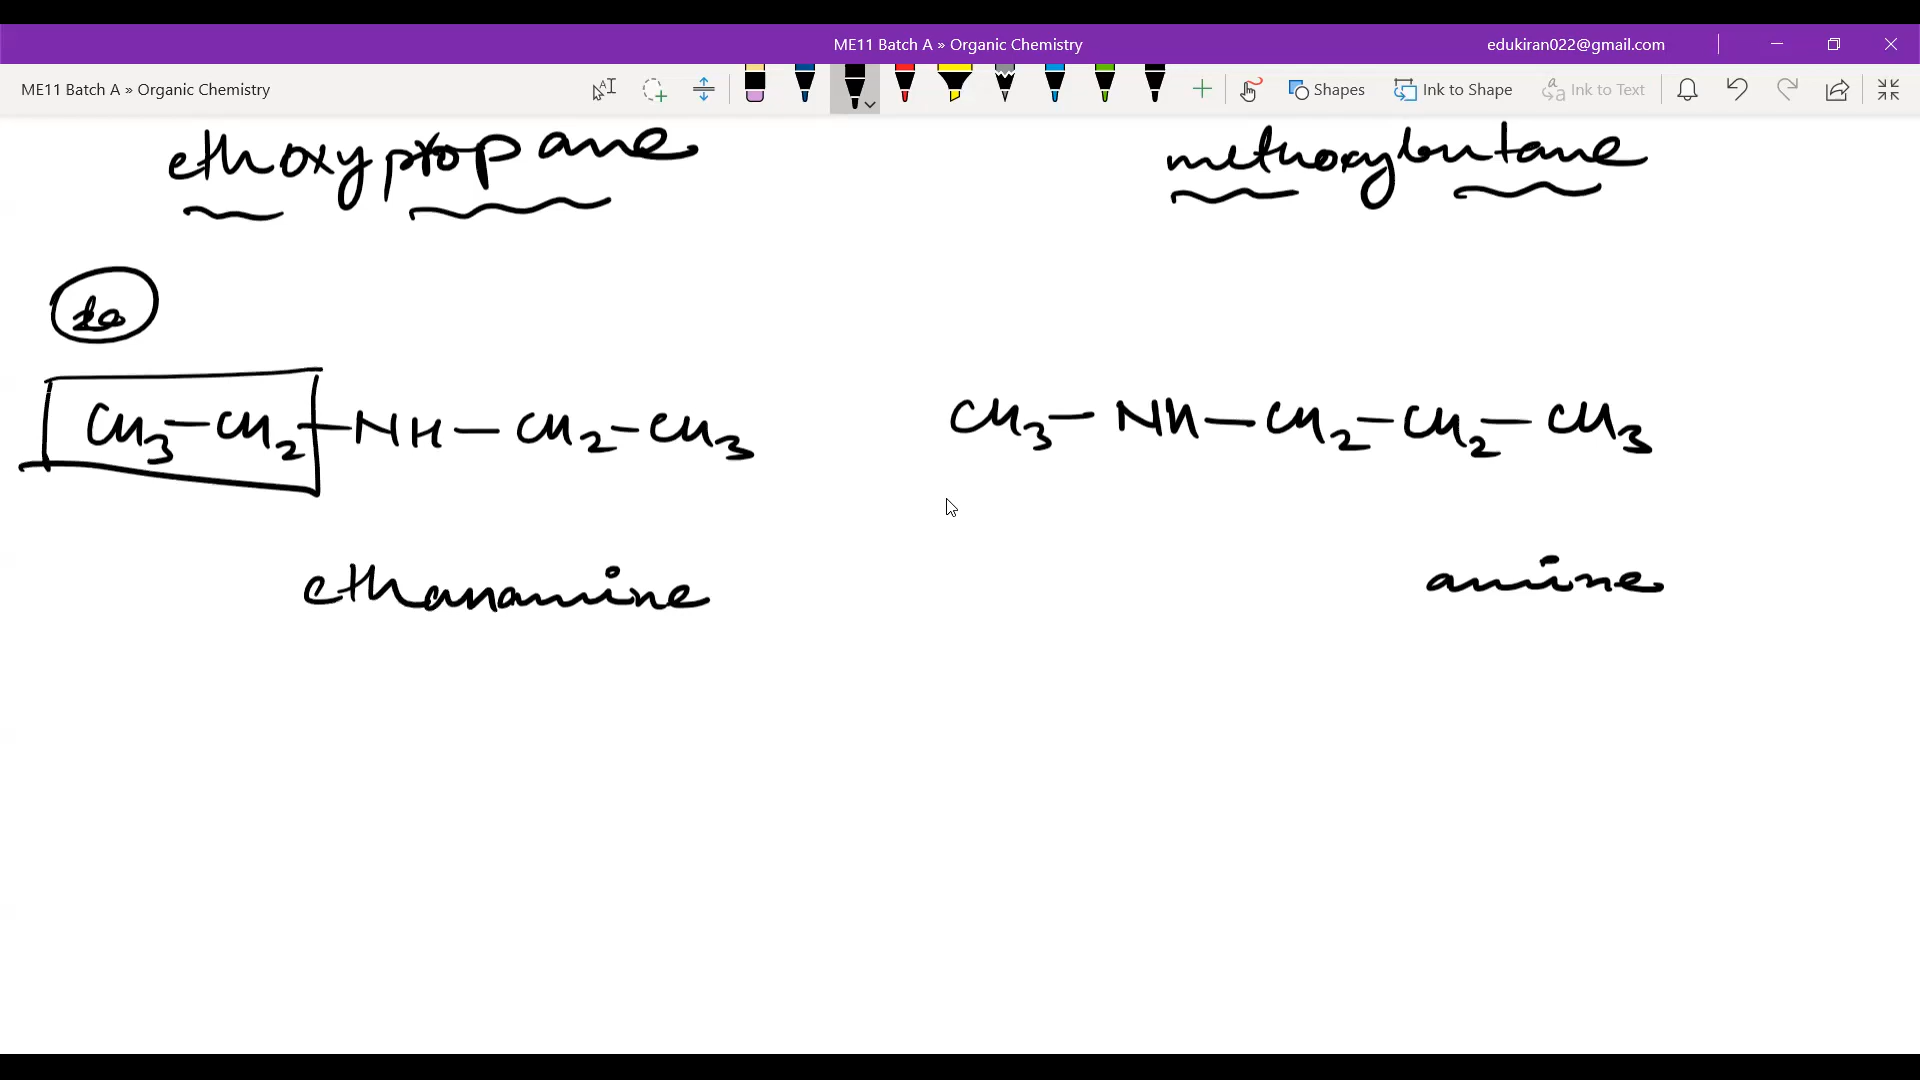 ME11 Batch A » Organic Chemistry
edukiran022@gmail.com
ME11 Batch A » Organic Chemistry
Shapes
Ink to Shape
Ink to Text
ethoxypropane
methoxybutane
CH3-CH2-NH-CH2-CH3
CH3-NH-CH2-CH2-CH3
ethanamine
amine